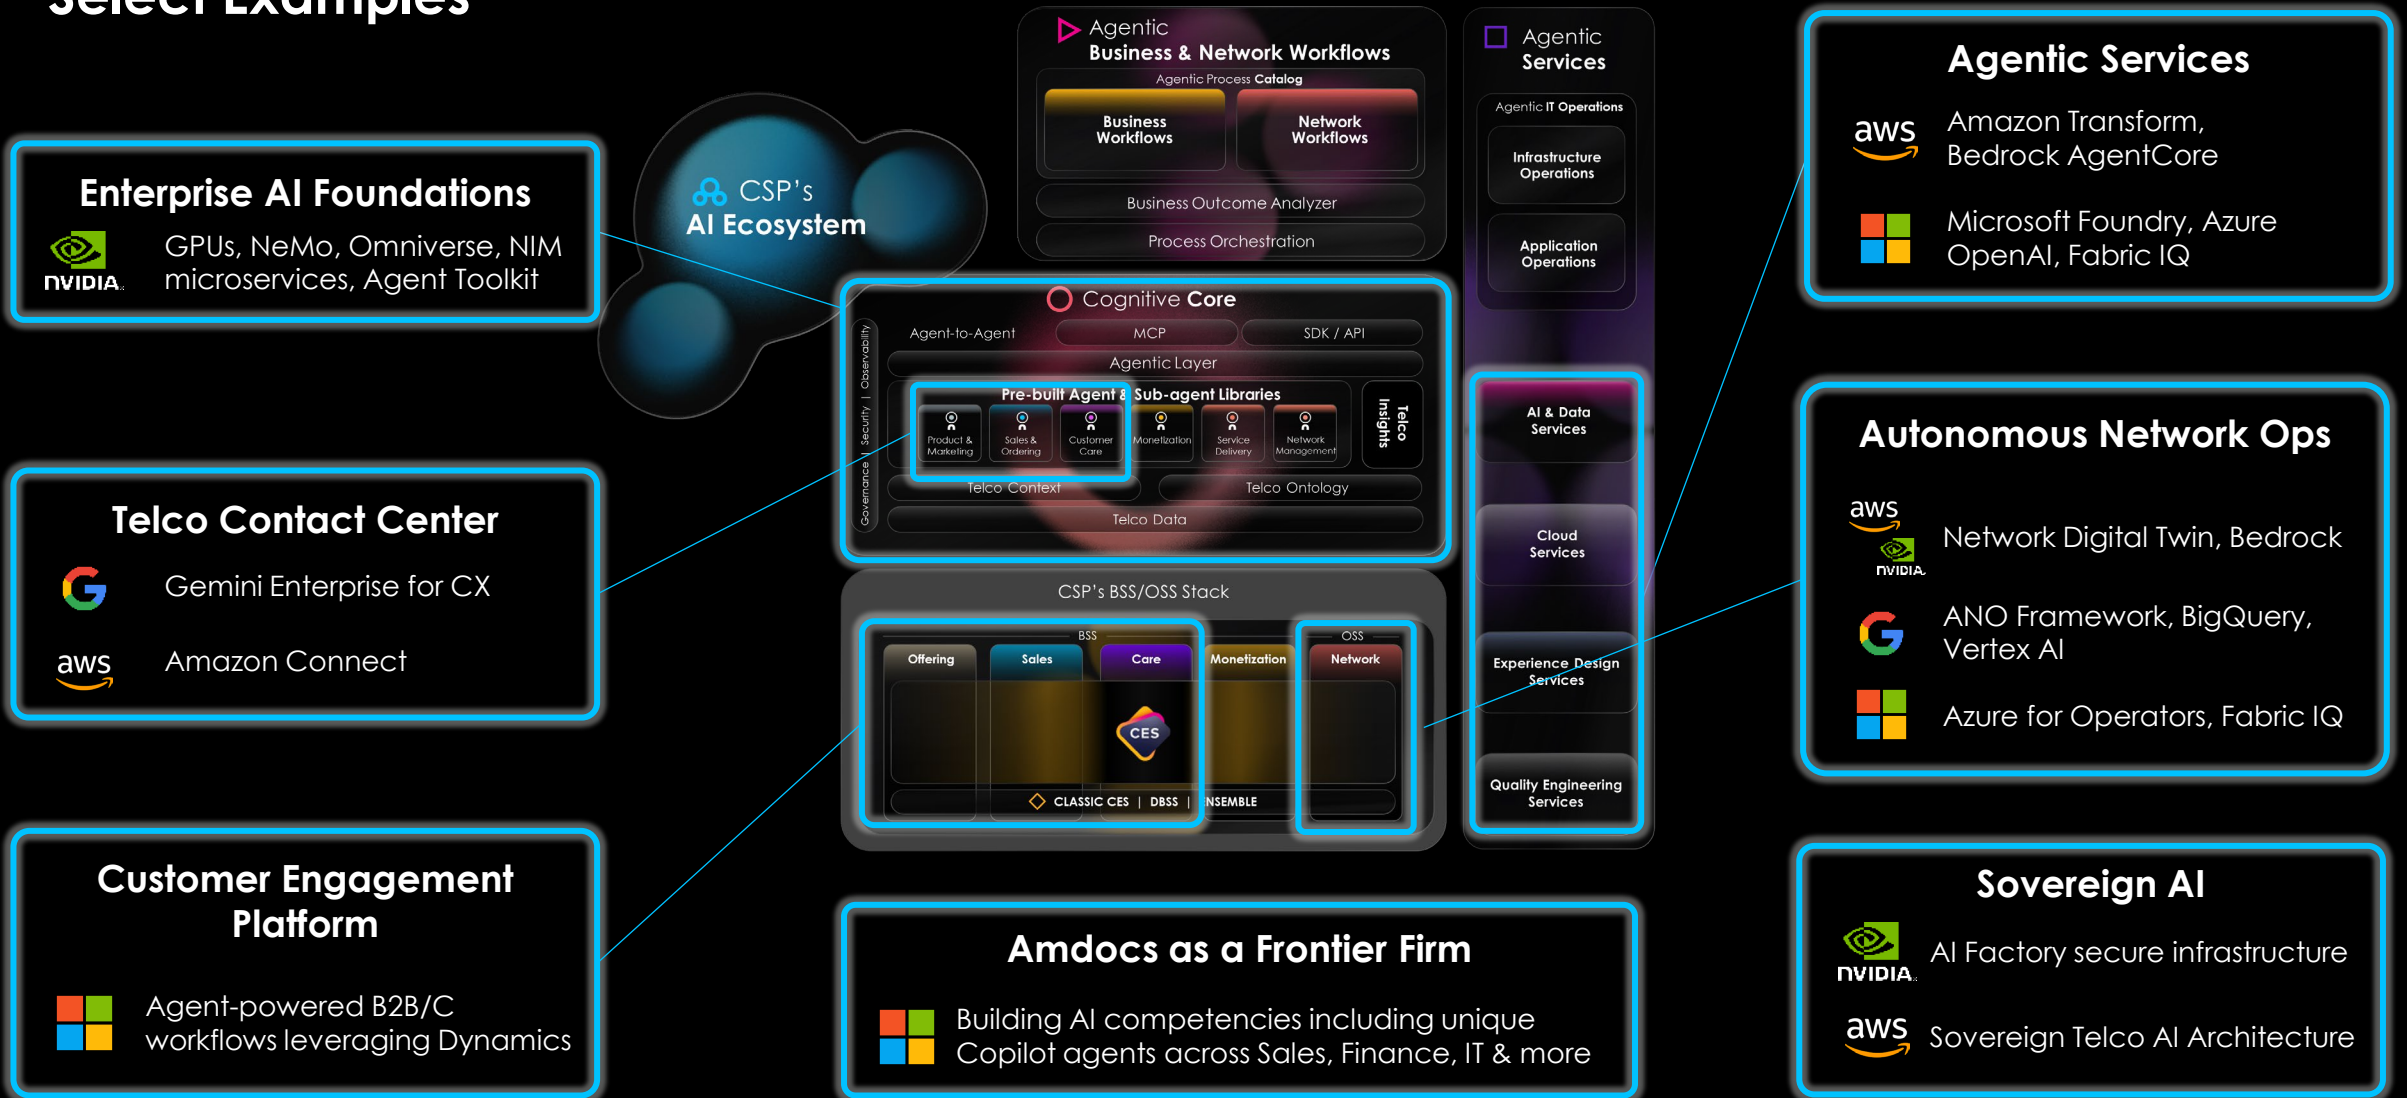 Select Examples
Enterprise AI Foundations
NVIDIA.
GPUs, NeMo, Omniverse, NIM
microservices, Agent Toolkit
Telco Contact Center
G
Gemini Enterprise for CX
aws
Amazon Connect
Customer Engagement
Platform
Agent-powered B2B/C
workflows leveraging Dynamics
CSP's
AI Ecosystem
Agentic
Business & Network Workflows
Agentic Process Catalog
Business
Workflows
Network
Workflows
Business Outcome Analyzer
Process Orchestration
Cognitive Core
Governance | Security | Observability
Agent-to-Agent
MCP
SDK / API
Agentic Layer
Pre-built Agent & Sub-agent Libraries
Product &
Marketing
Sales &
Ordering
Customer
Care
Monetization
Service
Delivery
Network
Management
Telco
Insights
Telco Context
Telco Ontology
Telco Data
CSP's BSS/OSS Stack
BSS
OSS
Offering
Sales
Care
Monetization
Network
CES
CLASSIC CES | DBSS | ENSEMBLE
Amdocs as a Frontier Firm
Building AI competencies including unique
Copilot agents across Sales, Finance, IT & more
Agentic
Services
Agentic IT Operations
Infrastructure
Operations
Application
Operations
AI & Data
Services
Cloud
Services
Experience Design
Services
Quality Engineering
Services
Agentic Services
aws
Amazon Transform,
Bedrock AgentCore
Microsoft Foundry, Azure
OpenAI, Fabric IQ
Autonomous Network Ops
aws
NVIDIA.
Network Digital Twin, Bedrock
G
ANO Framework, BigQuery,
Vertex AI
Azure for Operators, Fabric IQ
Sovereign AI
NVIDIA.
AI Factory secure infrastructure
aws
Sovereign Telco AI Architecture